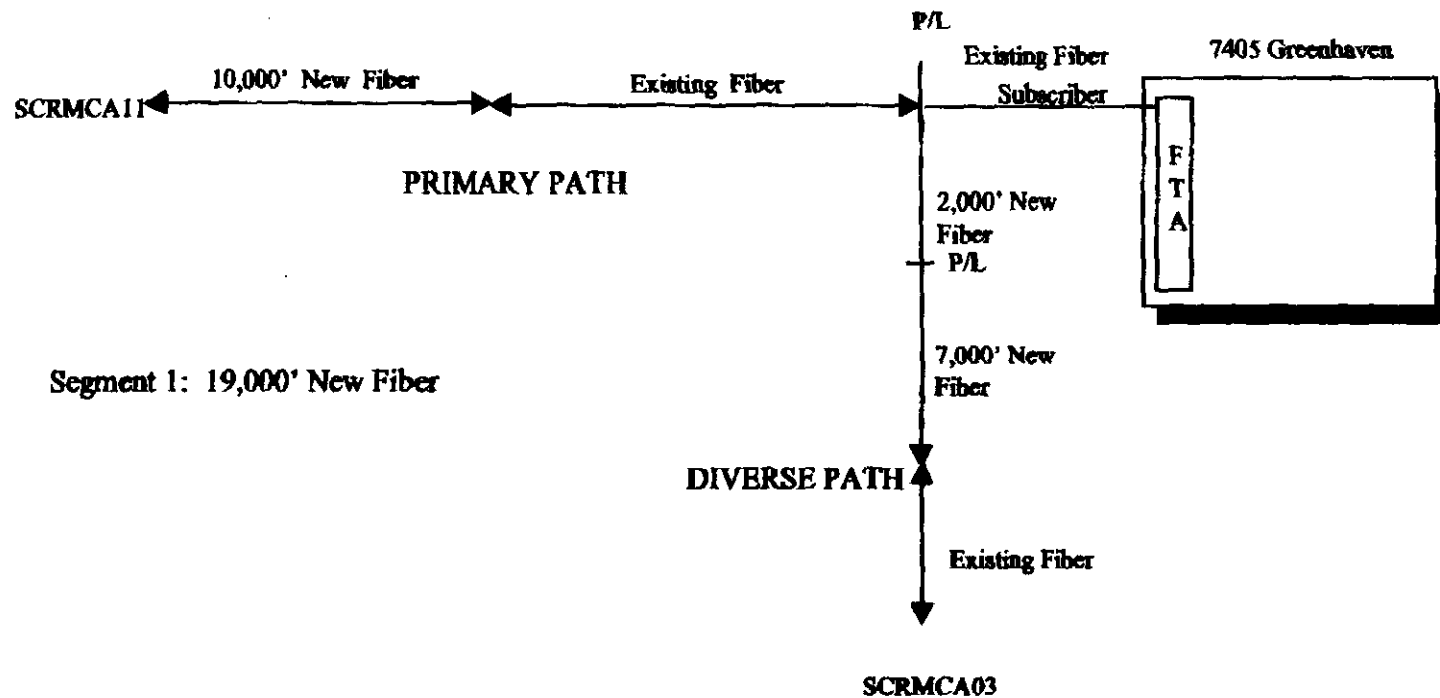 P/L
7405 Greenhaven
Existing Fiber
Subscriber
10,000' New Fiber
Existing Fiber
SCRMCA11
F
T
A
PRIMARY PATH
2,000' New
Fiber
P/L
7,000' New
Fiber
Segment 1: 19,000' New Fiber
DIVERSE PATH
Existing Fiber
SCRMCA03